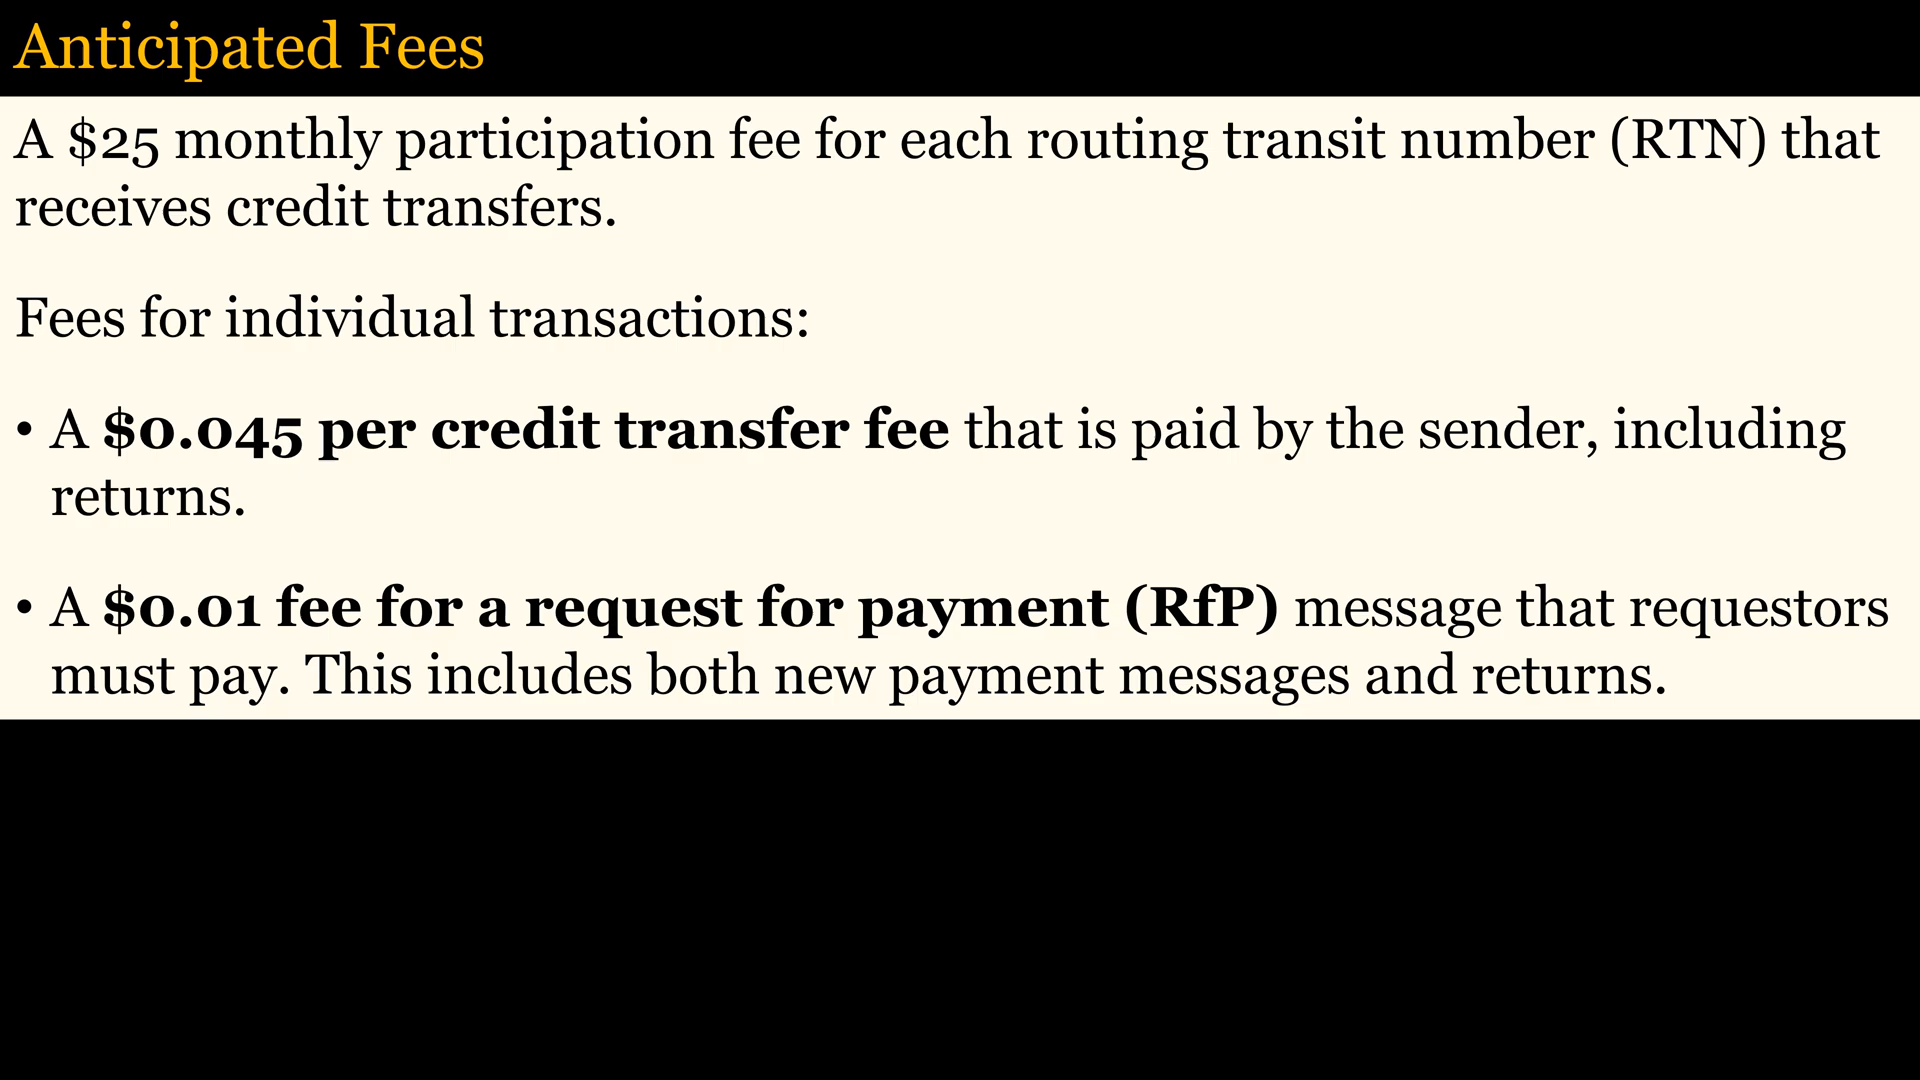 Anticipated Fees
A $25 monthly participation fee for each routing transit number (RTN) that
receives credit transfers.
Fees for individual transactions:
• A $0.045 per credit transfer fee that is paid by the sender, including
returns.
• A $0.01 fee for a request for payment (RfP) message that requestors
must pay. This includes both new payment messages and returns.